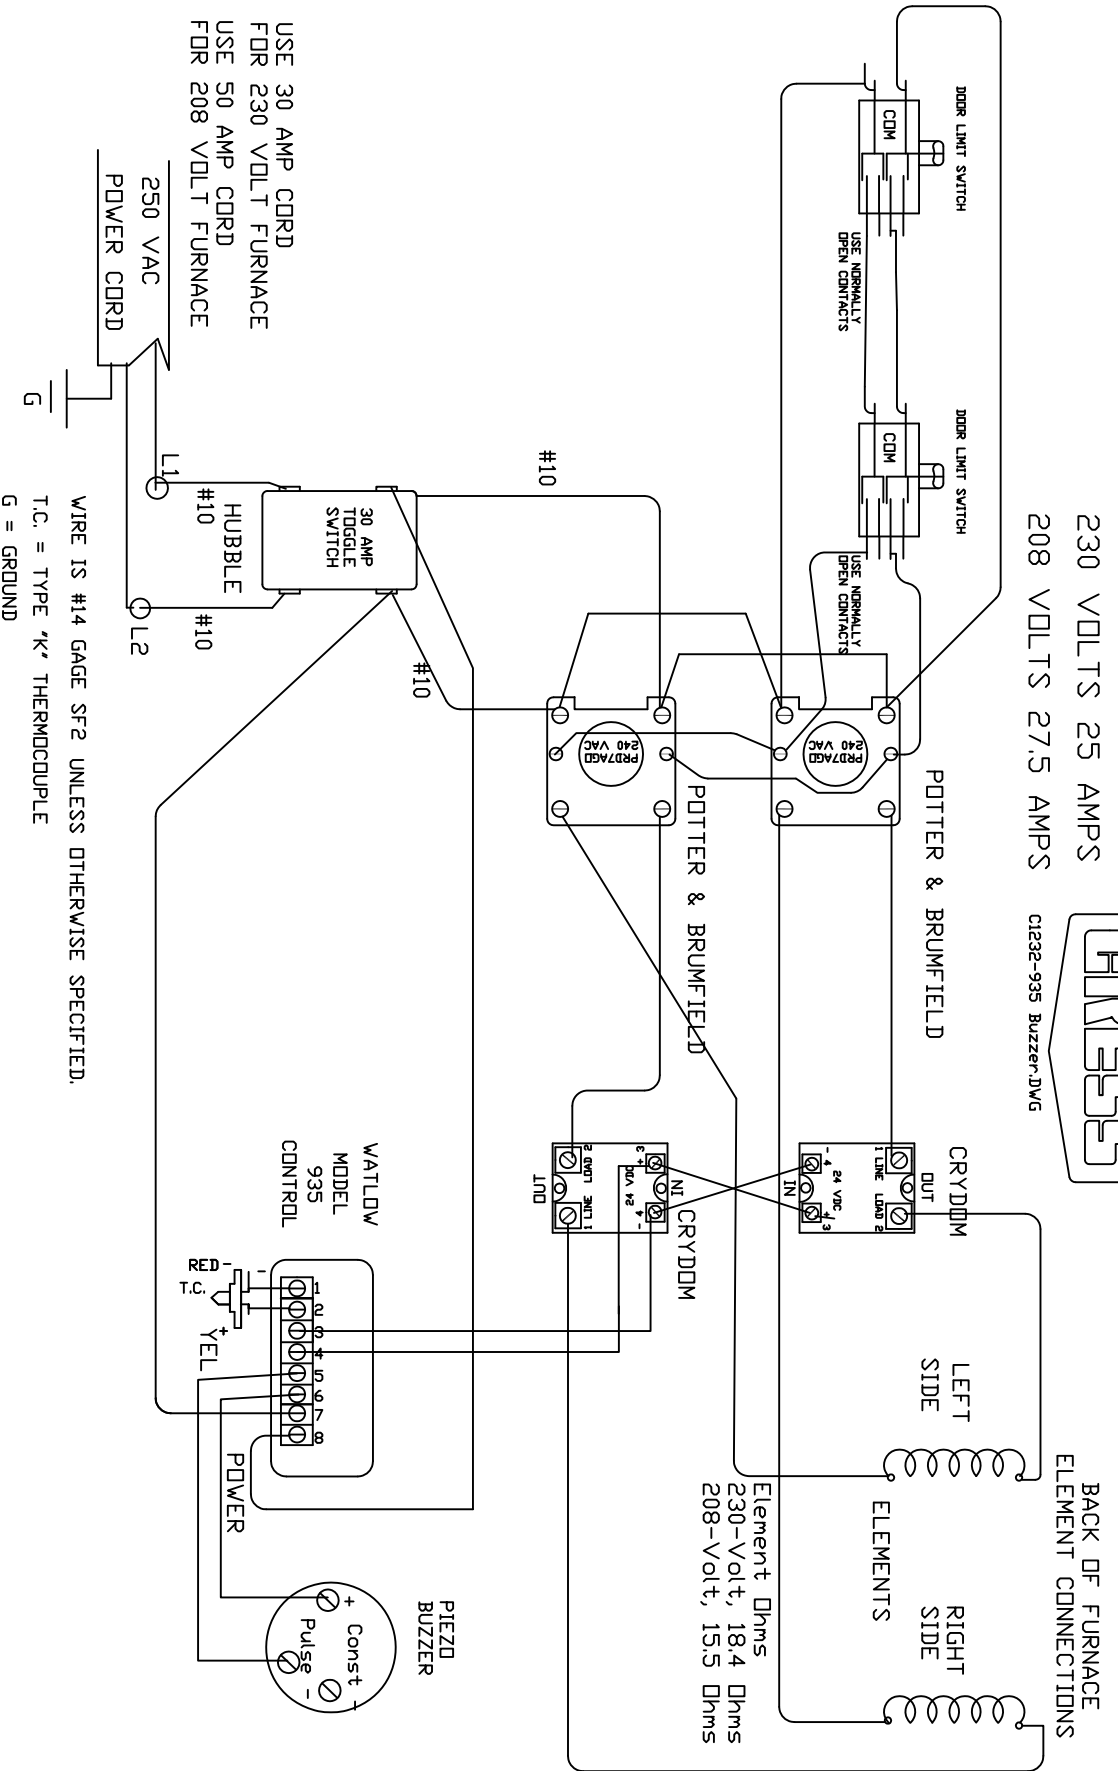 230 VOLTS 25 AMPS
208 VOLTS 27.5 AMPS
CRESS
C1232-935 Buzzer.DWG
BACK OF FURNACE
ELEMENT CONNECTIONS
DOOR LIMIT SWITCH
COM
USE NORMALLY
OPEN CONTACTS
DOOR LIMIT SWITCH
COM
USE NORMALLY
OPEN CONTACTS
POTTER & BRUMFIELD
PRD7AGO
240 VAC
CRYDOM
OUT
1 LINE LOAD 2
24 VDC
- 4
+ 3
IN
LEFT
SIDE
RIGHT
SIDE
ELEMENTS
Element Ohms
230-Volt, 18.4 Ohms
208-Volt, 15.5 Ohms
POTTER & BRUMFIELD
PRD7AGO
240 VAC
CRYDOM
IN
3 +
4 -
24 VDC
1 LINE LOAD 2
OUT
#10
#10
USE 30 AMP CORD
FOR 230 VOLT FURNACE
USE 50 AMP CORD
FOR 208 VOLT FURNACE
250 VAC
POWER CORD
G
L1
#10
HUBBLE
30 AMP
TOGGLE
SWITCH
#10
L2
WATLOW
MODEL
935
CONTROL
1
2
3
4
5
6
7
8
-
RED -
T.C.
+
YEL
POWER
PIEZO
BUZZER
+ Const -
Pulse -
WIRE IS #14 GAGE SF2 UNLESS OTHERWISE SPECIFIED.
T.C. = TYPE "K" THERMOCOUPLE
G = GROUND